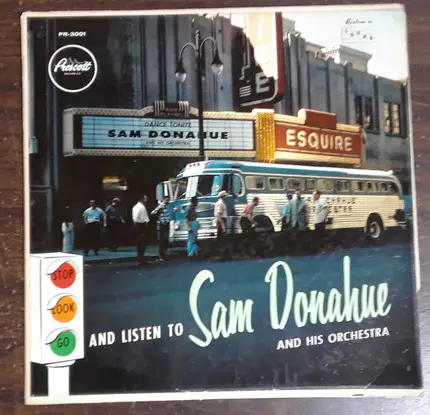 PR-3001
Prescott
DANCE TONITE
SAM DONAHUE
AND HIS ORCHESTRA
ESQUIRE
STOP
LOOK
GO
AND LISTEN TO
Sam Donahue
AND HIS ORCHESTRA